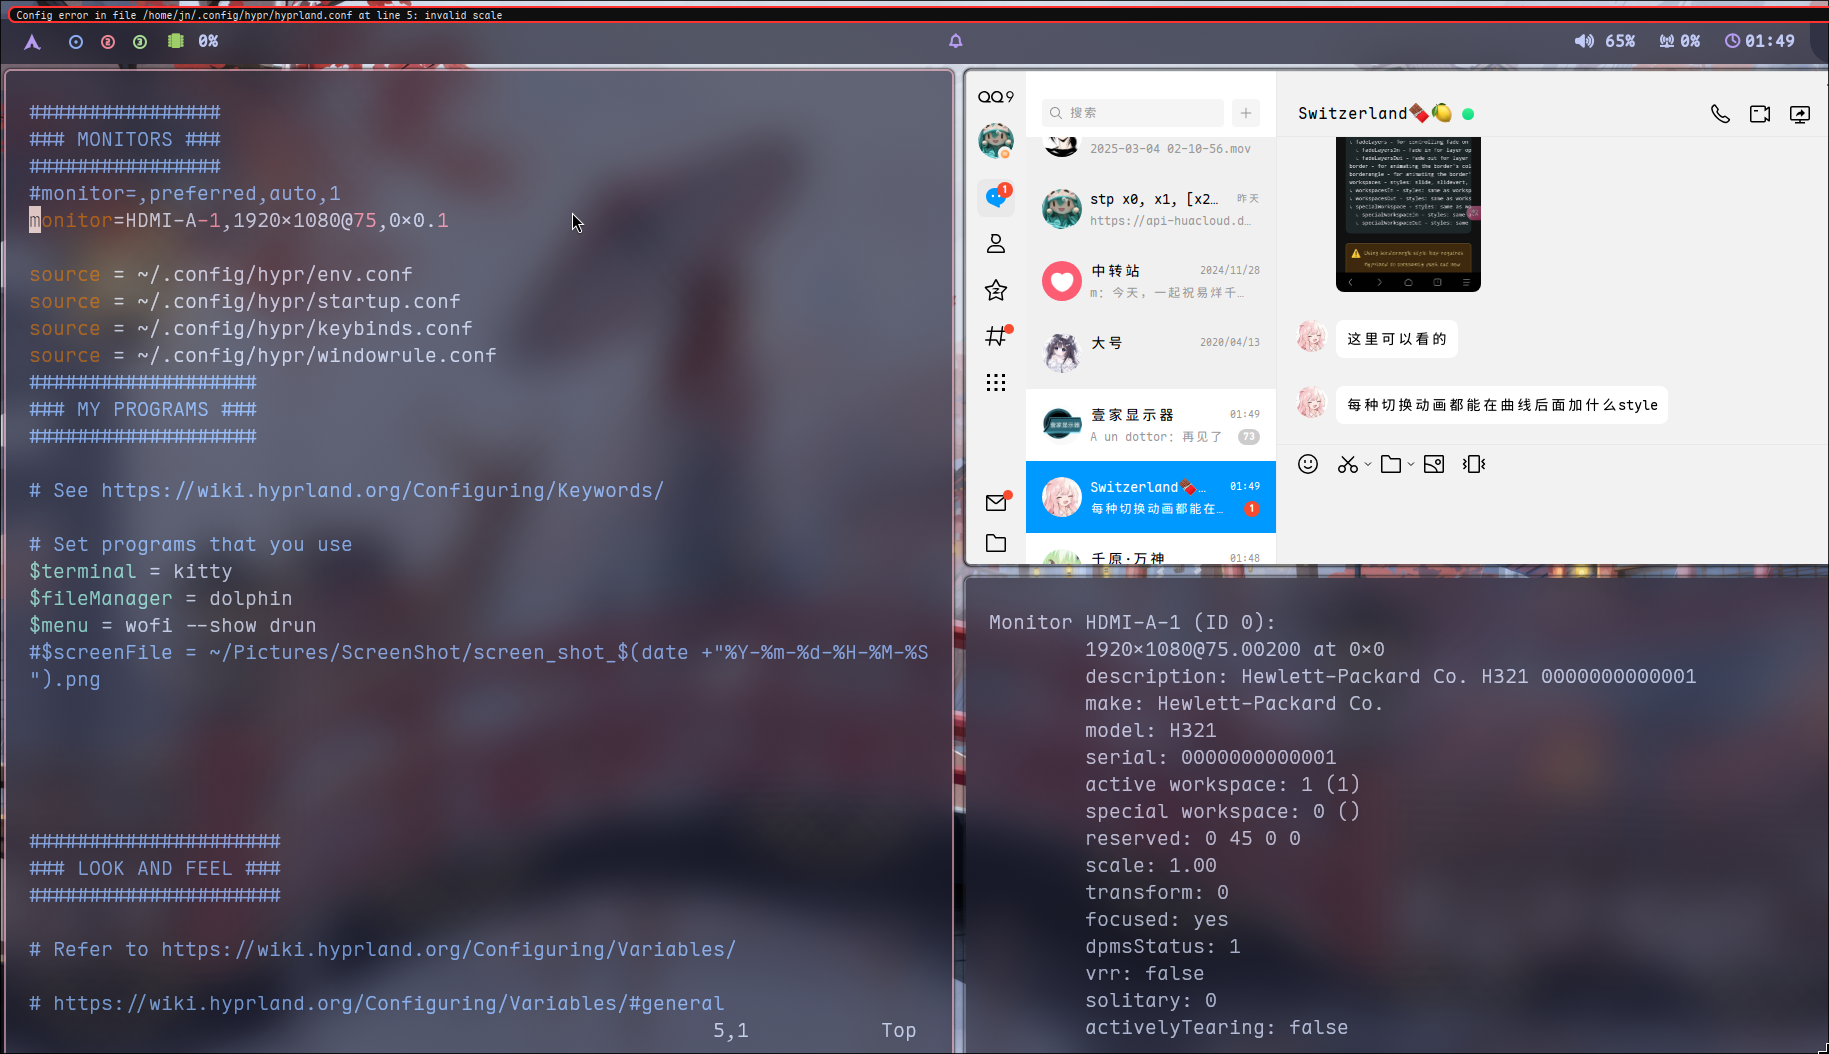 Config error in file /home/jn/.config/hypr/hyprland.conf at line 5: invalid scale
2 3 0%
65% 0% 01:49
#################
### MONITORS ###
#################
#monitor=,preferred,auto,1
monitor=HDMI-A-1,1920×1080@75,0×0.1
source = ~/.config/hypr/env.conf
source = ~/.config/hypr/startup.conf
source = ~/.config/hypr/keybinds.conf
source = ~/.config/hypr/windowrule.conf
###################
### MY PROGRAMS ###
###################
# See https://wiki.hyprland.org/Configuring/Keywords/
# Set programs that you use
$terminal = kitty
$fileManager = dolphin
$menu = wofi --show drun
#$screenFile = ~/Pictures/ScreenShot/screen_shot_$(date +"%Y-%m-%d-%H-%M-%S
").png
#####################
### LOOK AND FEEL ###
#####################
# Refer to https://wiki.hyprland.org/Configuring/Variables/
# https://wiki.hyprland.org/Configuring/Variables/#general
5,1 Top
QQ9
1
搜索
2025-03-04 02-10-56.mov
stp x0, x1, [x2… 昨天
https://api-huacloud.d…
中转站 2024/11/28
m: 今天，一起祝易烊千…
大号 2020/04/13
壹家显示器 01:49
A un dottor: 再见了 73
Switzerland🍫… 01:49
每种切换动画都能在… 1
千原·万神 01:48
Switzerland🍫🍋
这里可以看的
每种切换动画都能在曲线后面加什么style
Monitor HDMI-A-1 (ID 0):
1920×1080@75.00200 at 0×0
description: Hewlett-Packard Co. H321 0000000000001
make: Hewlett-Packard Co.
model: H321
serial: 0000000000001
active workspace: 1 (1)
special workspace: 0 ()
reserved: 0 45 0 0
scale: 1.00
transform: 0
focused: yes
dpmsStatus: 1
vrr: false
solitary: 0
activelyTearing: false